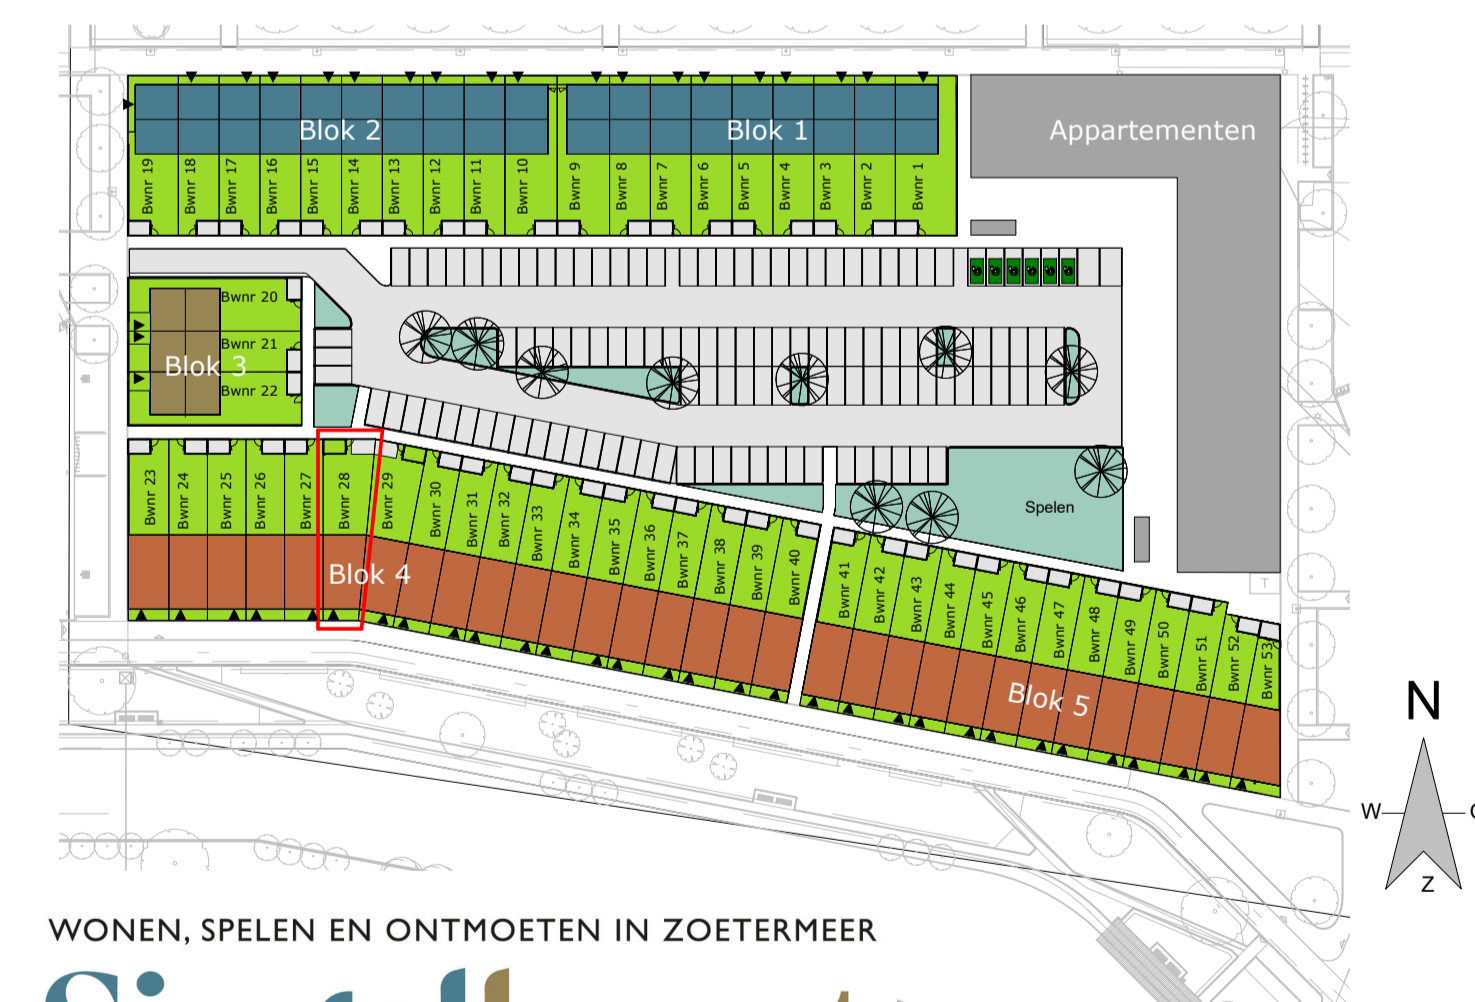 Blok 2
Blok 1
Appartementen
Bwnr 19
Bwnr 18
Bwnr 17
Bwnr 16
Bwnr 15
Bwnr 14
Bwnr 13
Bwnr 12
Bwnr 11
Bwnr 10
Bwnr 9
Bwnr 8
Bwnr 7
Bwnr 6
Bwnr 5
Bwnr 4
Bwnr 3
Bwnr 2
Bwnr 1
Bwnr 20
Bwnr 21
Blok 3
Bwnr 22
Bwnr 23
Bwnr 24
Bwnr 25
Bwnr 26
Bwnr 27
Bwnr 28
Bwnr 29
Bwnr 30
Bwnr 31
Bwnr 32
Bwnr 33
Bwnr 34
Bwnr 35
Bwnr 36
Bwnr 37
Bwnr 38
Bwnr 39
Bwnr 40
Spelen
Blok 4
Bwnr 41
Bwnr 42
Bwnr 43
Bwnr 44
Bwnr 45
Bwnr 46
Bwnr 47
Bwnr 48
Bwnr 49
Bwnr 50
Bwnr 51
Bwnr 52
Bwnr 53
T
Blok 5
N
W
Z
WONEN, SPELEN EN ONTMOETEN IN ZOETERMEER